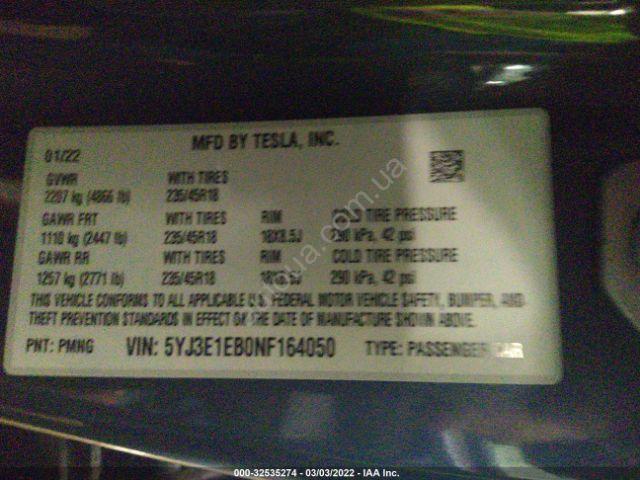 MFD BY TESLA, INC.
01/22
GVWR WITH TIRES
2207 kg (4866 lb) 235/45R18
GAWR FRT WITH TIRES RIM COLD TIRE PRESSURE
1110 kg (2447 lb) 235/45R18 18X8.5J 290 kPa, 42 psi
GAWR RR WITH TIRES RIM COLD TIRE PRESSURE
1257 kg (2771 lb) 235/45R18 18X8.5J 290 kPa, 42 psi
THIS VEHICLE CONFORMS TO ALL APPLICABLE U.S. FEDERAL MOTOR VEHICLE SAFETY, BUMPER, AND
THEFT PREVENTION STANDARDS IN EFFECT ON THE DATE OF MANUFACTURE SHOWN ABOVE.
PNT: PMNG VIN: 5YJ3E1EB0NF164050 TYPE: PASSENGER CAR
000-32535274 - 03/03/2022 - IAA Inc.